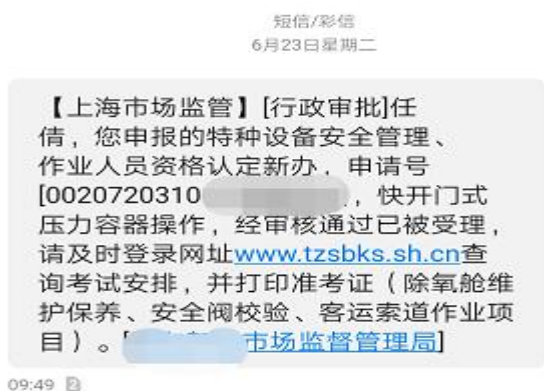 短信/彩信
6月23日星期二
【上海市场监管】[行政审批]任
倩，您申报的特种设备安全管理、
作业人员资格认定新办，申请号
[0020720310 ]，快开门式
压力容器操作，经审核通过已被受理，
请及时登录网址www.tzsbks.sh.cn查
询考试安排，并打印准考证（除氧舱维
护保养、安全阀校验、客运索道作业项
目）。[ 市场监督管理局]
09:49 2